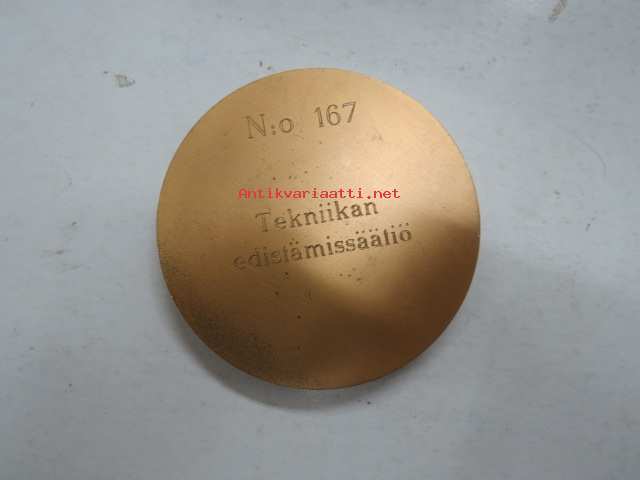 N:o 167
Antikvariaatti.net
Tekniikan
edistämissäätiö